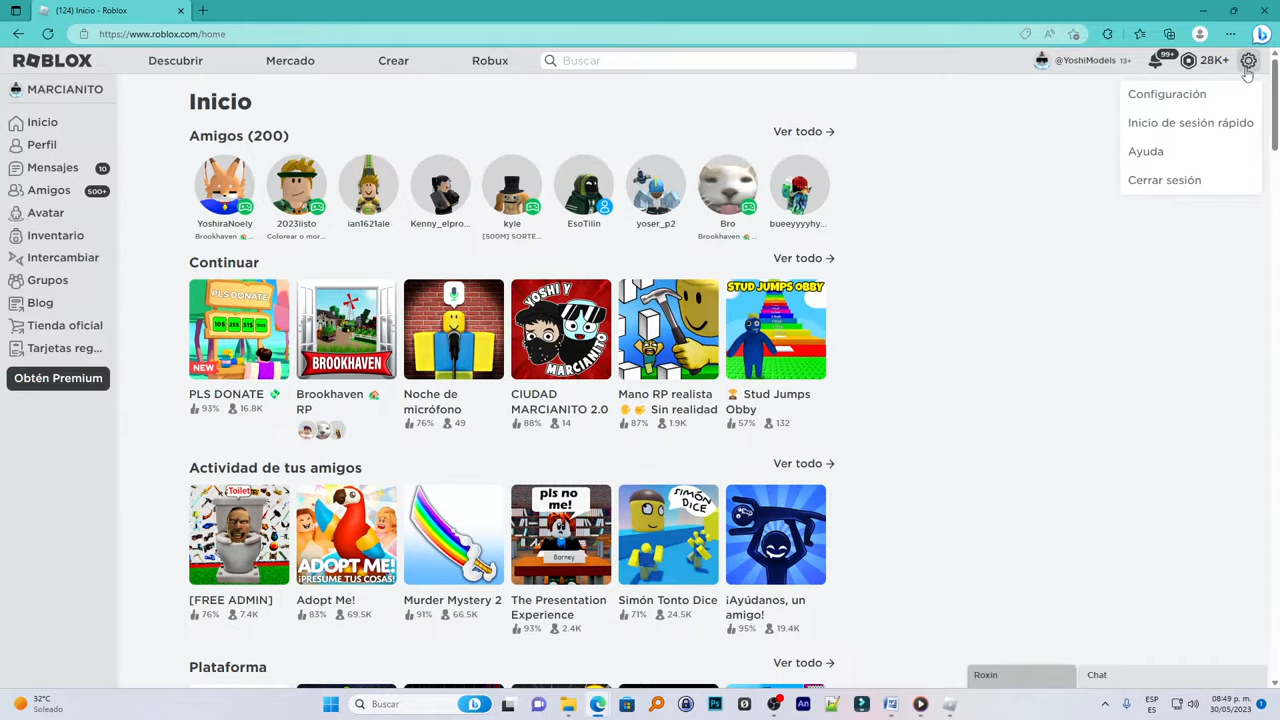 (124) Inicio - Roblox
https://www.roblox.com/home
ROBLOX
Descubrir
Mercado
Crear
Robux
Buscar
@YoshiModels 13+
99+
28K+
Configuración
Inicio de sesión rápido
Ayuda
Cerrar sesión
MARCIANITO
Inicio
Perfil
Mensajes 10
Amigos 500+
Avatar
Inventario
Intercambiar
Grupos
Blog
Tienda oficial
Tarjetas reg...
Obtén Premium
Inicio
Amigos (200)
Ver todo →
YoshiraNoely
Brookhaven 🏠...
2023listo
Colorear o mor...
ian1621ale
Kenny_elpro...
kyle
[500M] SORTE...
EsoTilin
yoser_p2
Bro
Brookhaven 🏠...
bueeyyyyhy...
Continuar
Ver todo →
PLS DONATE
NEW
BROOKHAVEN
YOSHI Y
MARCIANITO
STUD JUMPS OBBY
PLS DONATE 💸
93% 16.8K
Brookhaven 🏠
RP
Noche de
micrófono
76% 49
CIUDAD
MARCIANITO 2.0
88% 14
Mano RP realista
🖐️ 🤛 Sin realidad
87% 1.9K
🏆 Stud Jumps
Obby
57% 132
Actividad de tus amigos
Ver todo →
Toilet
ADOPT ME!
¡PRESUME TUS COSAS!
pls no
me!
Barney
SIMÓN
DICE
[FREE ADMIN]
76% 7.4K
Adopt Me!
83% 69.5K
Murder Mystery 2
91% 66.5K
The Presentation
Experience
93% 2.4K
Simón Tonto Dice
71% 24.5K
¡Ayúdanos, un
amigo!
95% 19.4K
Plataforma
Ver todo →
Roxin
Chat
32°C
Soleado
Buscar
Ps
An
ESP
ES
08:49 p. m.
30/05/2023